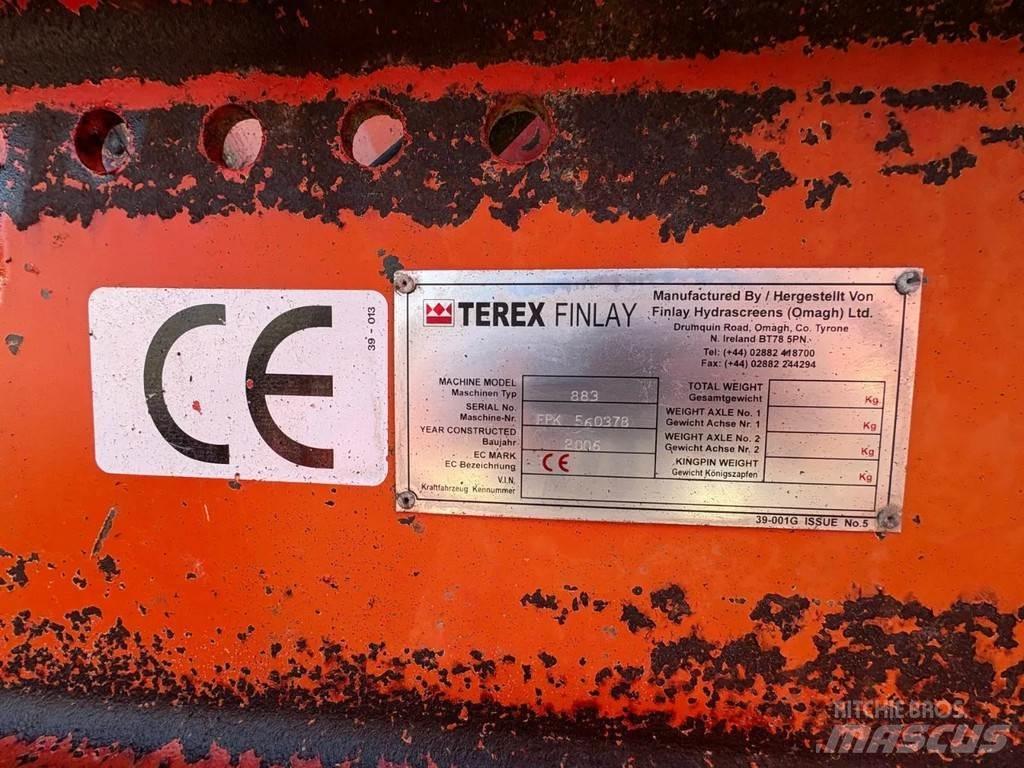 CE
39 - 013
TEREX FINLAY
Manufactured By / Hergestellt Von
Finlay Hydrascreens (Omagh) Ltd.
Drumquin Road, Omagh, Co. Tyrone
N. Ireland BT78 5PN.
Tel: (+44) 02882 418700
Fax: (+44) 02882 244294
MACHINE MODEL
Maschinen Typ
883
SERIAL No.
Maschine-Nr.
FPK 560378
YEAR CONSTRUCTED
Baujahr
2006
EC MARK
EC Bezeichnung
CE
V.I.N.
Kraftfahrzeug Kennummer
TOTAL WEIGHT
Gesamtgewicht
Kg
WEIGHT AXLE No. 1
Gewicht Achse Nr. 1
Kg
WEIGHT AXLE No. 2
Gewicht Achse Nr. 2
Kg
KINGPIN WEIGHT
Gewicht Königszapfen
Kg
39-001G ISSUE No.5
RITCHIE BROS.
MASCUS